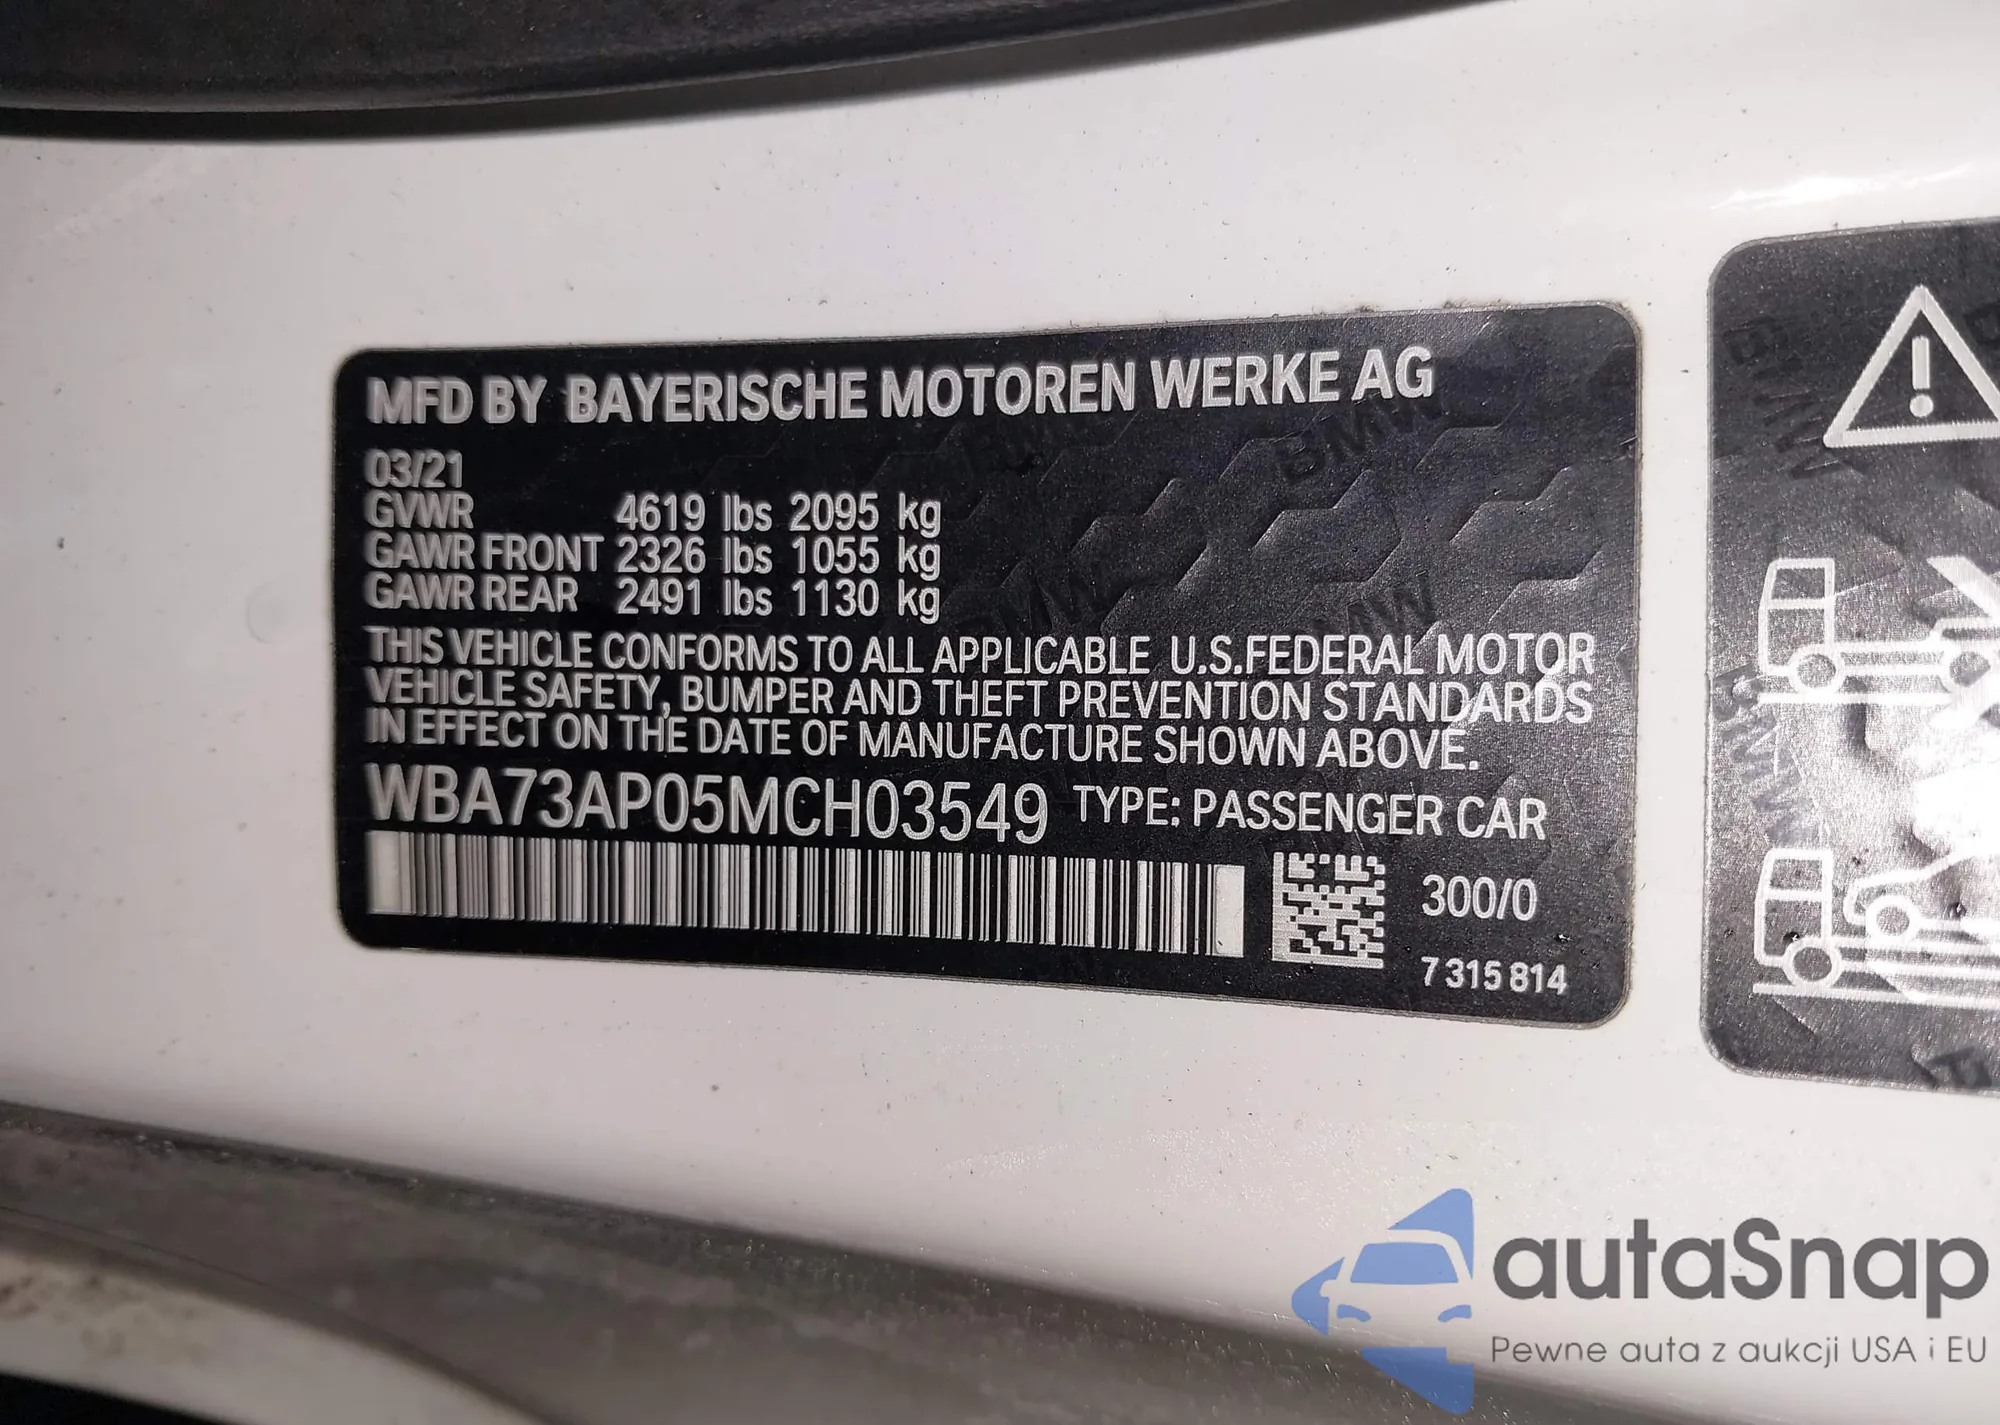 MFD BY BAYERISCHE MOTOREN WERKE AG
03/21
GVWR 4619 lbs 2095 kg
GAWR FRONT 2326 lbs 1055 kg
GAWR REAR 2491 lbs 1130 kg
THIS VEHICLE CONFORMS TO ALL APPLICABLE U.S.FEDERAL MOTOR
VEHICLE SAFETY, BUMPER AND THEFT PREVENTION STANDARDS
IN EFFECT ON THE DATE OF MANUFACTURE SHOWN ABOVE.
WBA73AP05MCH03549 TYPE: PASSENGER CAR
300/0
7 315 814
autaSnap
Pewne auta z aukcji USA i EU